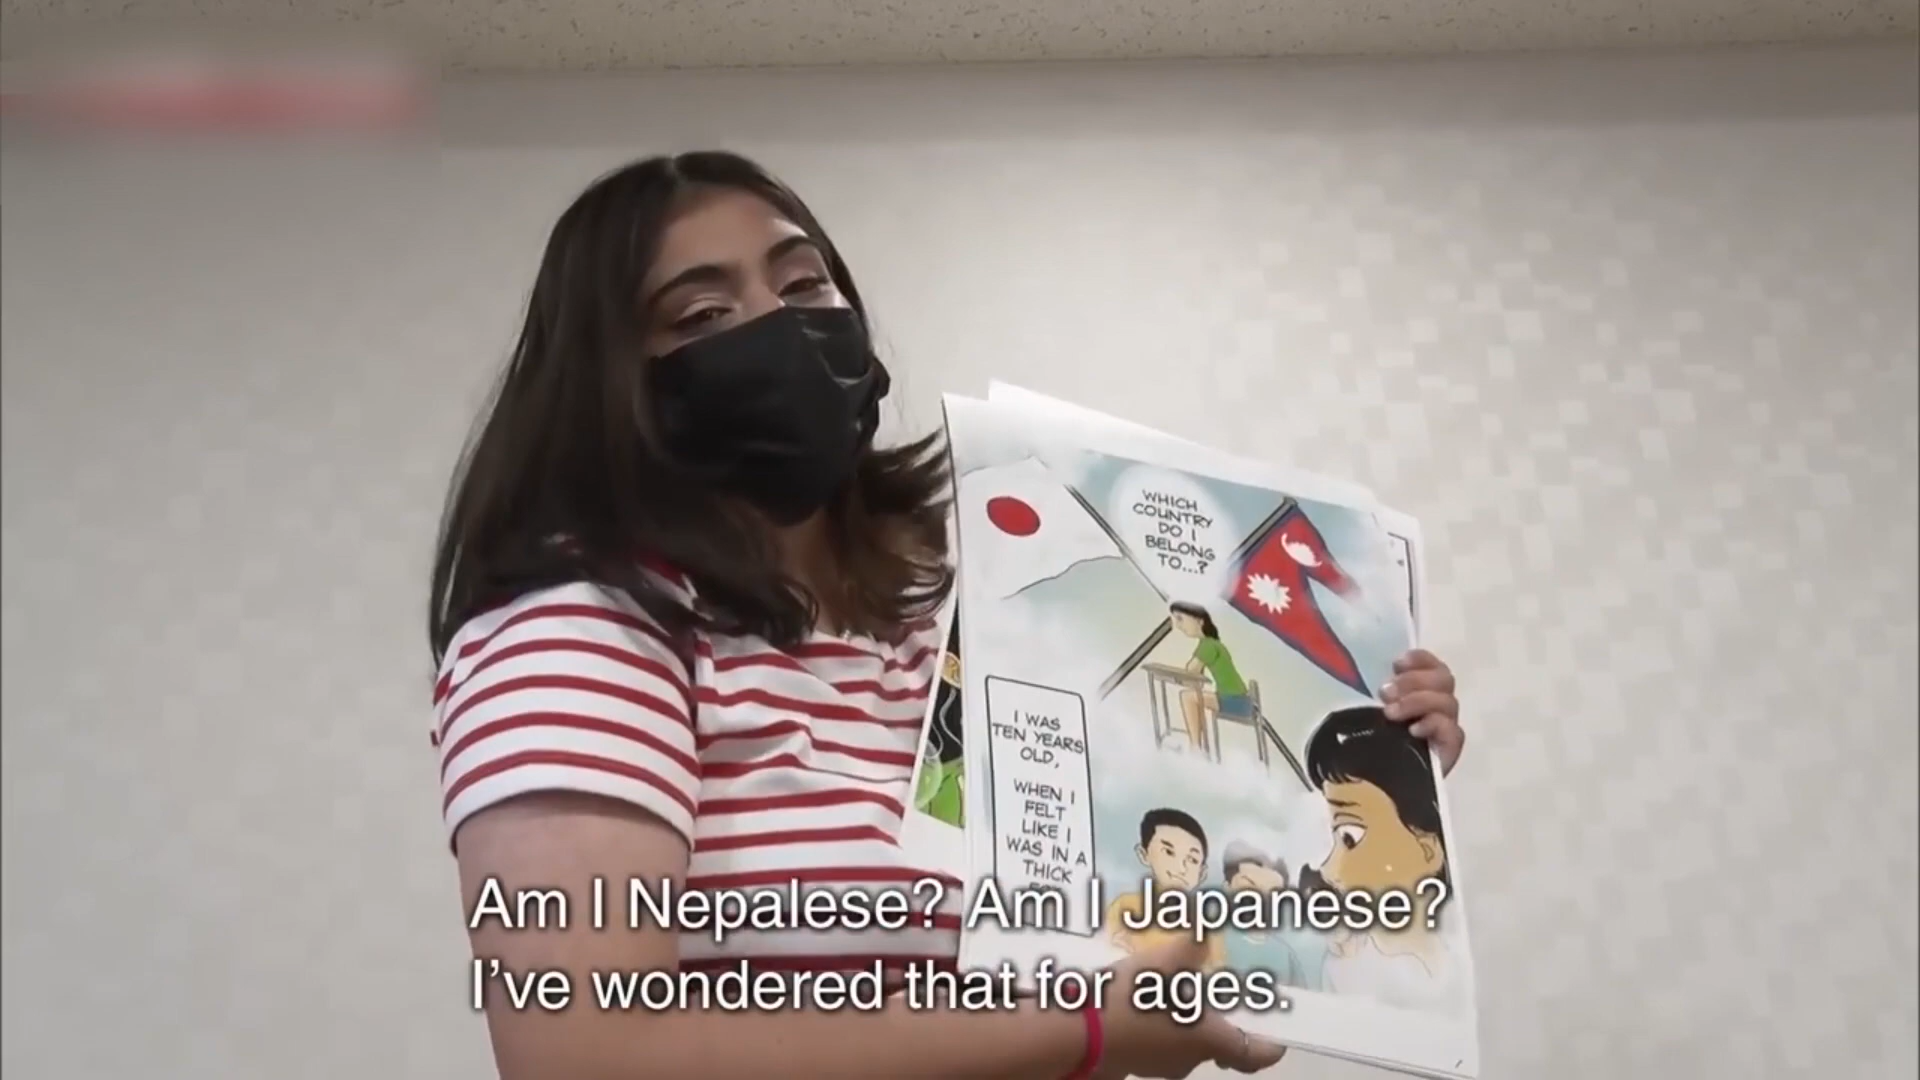 WHICH
COUNTRY
DO I
BELONG
TO...?
I WAS
TEN YEARS
OLD,
WHEN I
FELT
LIKE I
WAS IN A
THICK
Am I Nepalese? Am I Japanese?
I've wondered that for ages.